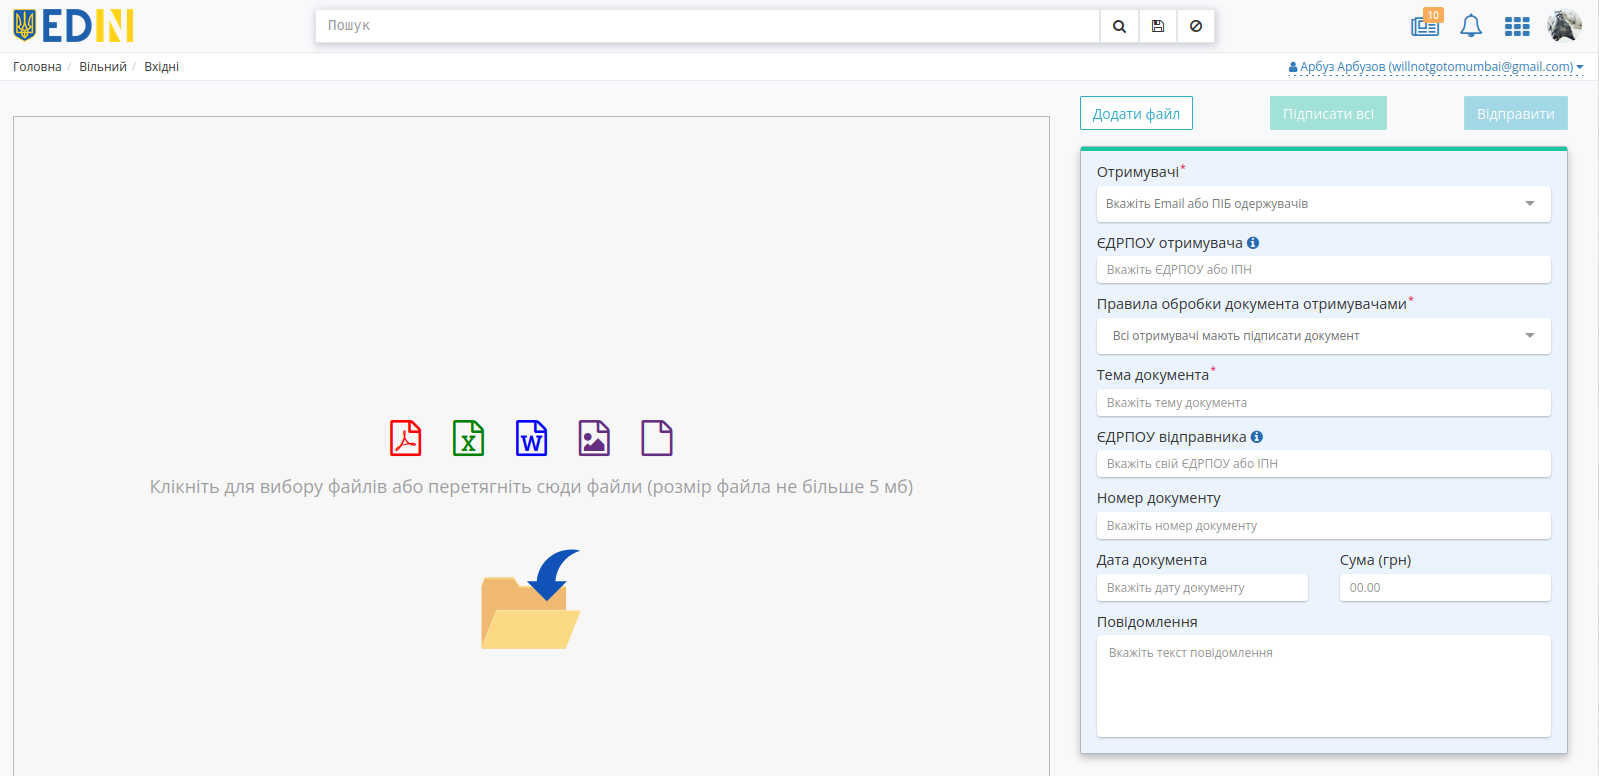 EDIN
Пошук
10
Головна / Вільний / Вхідні
Арбуз Арбузов (willnotgotomumbai@gmail.com)
Додати файл
Підписати всі
Відправити
Клікніть для вибору файлів або перетягніть сюди файли (розмір файла не більше 5 мб)
Отримувачі*
Вкажіть Email або ПІБ одержувачів
ЄДРПОУ отримувача
Вкажіть ЄДРПОУ або ІПН
Правила обробки документа отримувачами*
Всі отримувачі мають підписати документ
Тема документа*
Вкажіть тему документа
ЄДРПОУ відправника
Вкажіть свій ЄДРПОУ або ІПН
Номер документу
Вкажіть номер документу
Дата документа
Сума (грн)
Вкажіть дату документу
00.00
Повідомлення
Вкажіть текст повідомлення